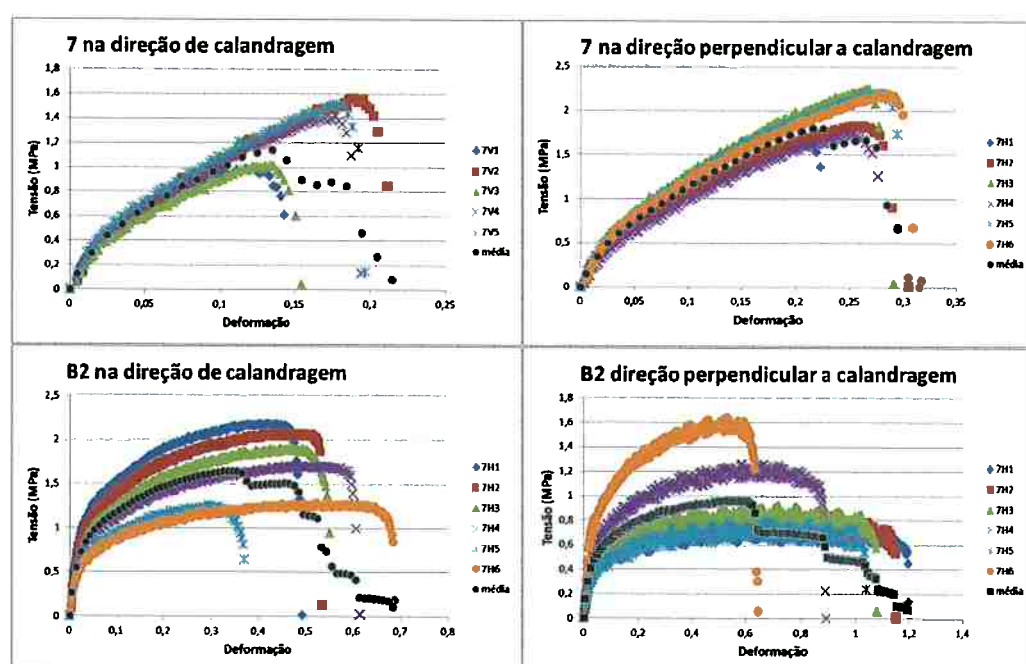 7 na direção de calandragem
Tensão (MPa)
1,8
1,6
1,4
1,2
1
0,8
0,6
0,4
0,2
0
0
0,05
0,1
0,15
0,2
0,25
Deformação
7V1
7V2
7V3
7V4
7V5
média
7 na direção perpendicular a calandragem
Tensão (MPa)
2,5
2
1,5
1
0,5
0
0
0,05
0,1
0,15
0,2
0,25
0,3
0,35
Deformação
7H1
7H2
7H3
7H4
7H5
7H6
média
B2 na direção de calandragem
Tensão (MPa)
2,5
2
1,5
1
0,5
0
0
0,1
0,2
0,3
0,4
0,5
0,6
0,7
0,8
Deformação
7H1
7H2
7H3
7H4
7H5
7H6
média
B2 direção perpendicular a calandragem
Tensão (MPa)
1,8
1,6
1,4
1,2
1
0,8
0,6
0,4
0,2
0
0
0,2
0,4
0,6
0,8
1
1,2
1,4
Deformação
7H1
7H2
7H3
7H4
7H5
7H6
média